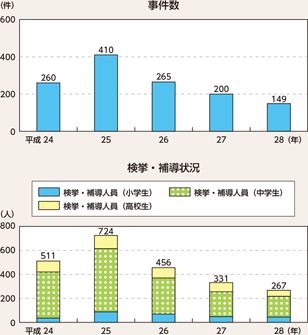 事件数
(件)
600
400
200
0
260
410
265
200
149
平成 24
25
26
27
28 (年)
検挙・補導状況
検挙・補導人員（小学生）
検挙・補導人員（中学生）
検挙・補導人員（高校生）
(人)
800
600
400
200
0
511
724
456
331
267
平成 24
25
26
27
28 (年)